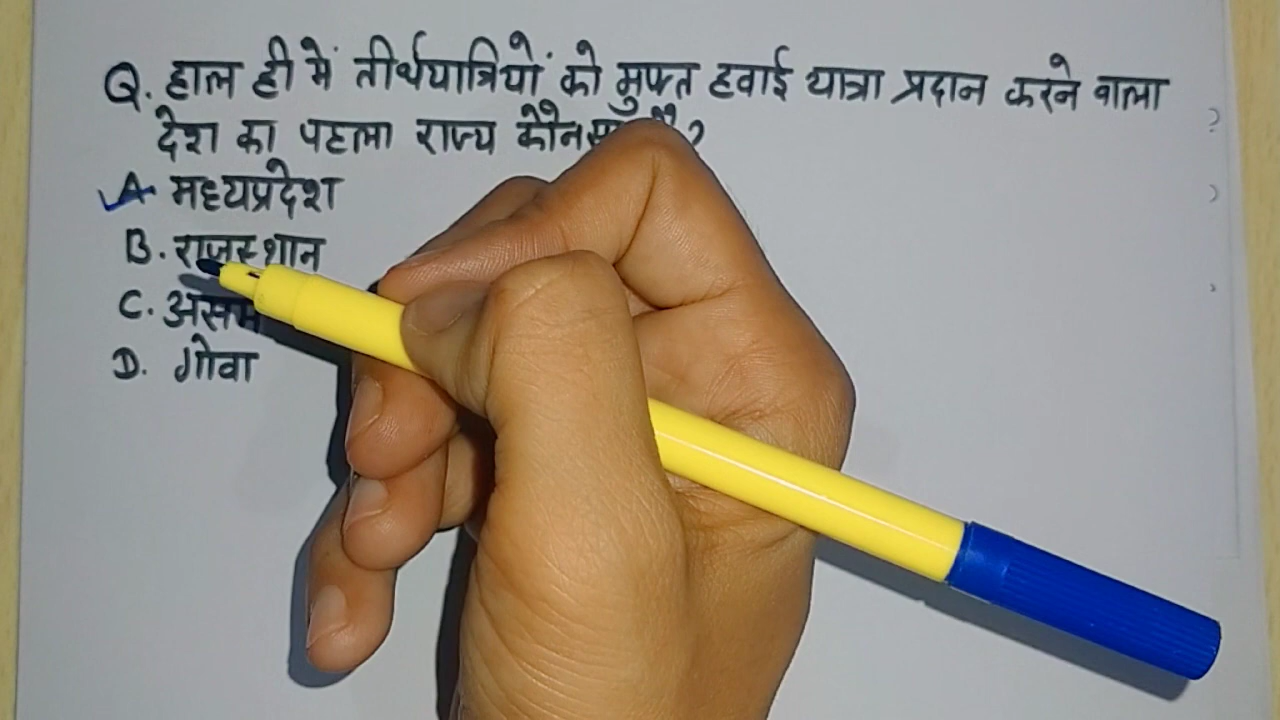 Q. हाल ही में तीर्थयात्रियों को मुफ्त हवाई यात्रा प्रदान करने वाला
देश का पहला राज्य कौन ?
A मध्यप्रदेश
B. राजस्थान
C. असम
D. गोवा